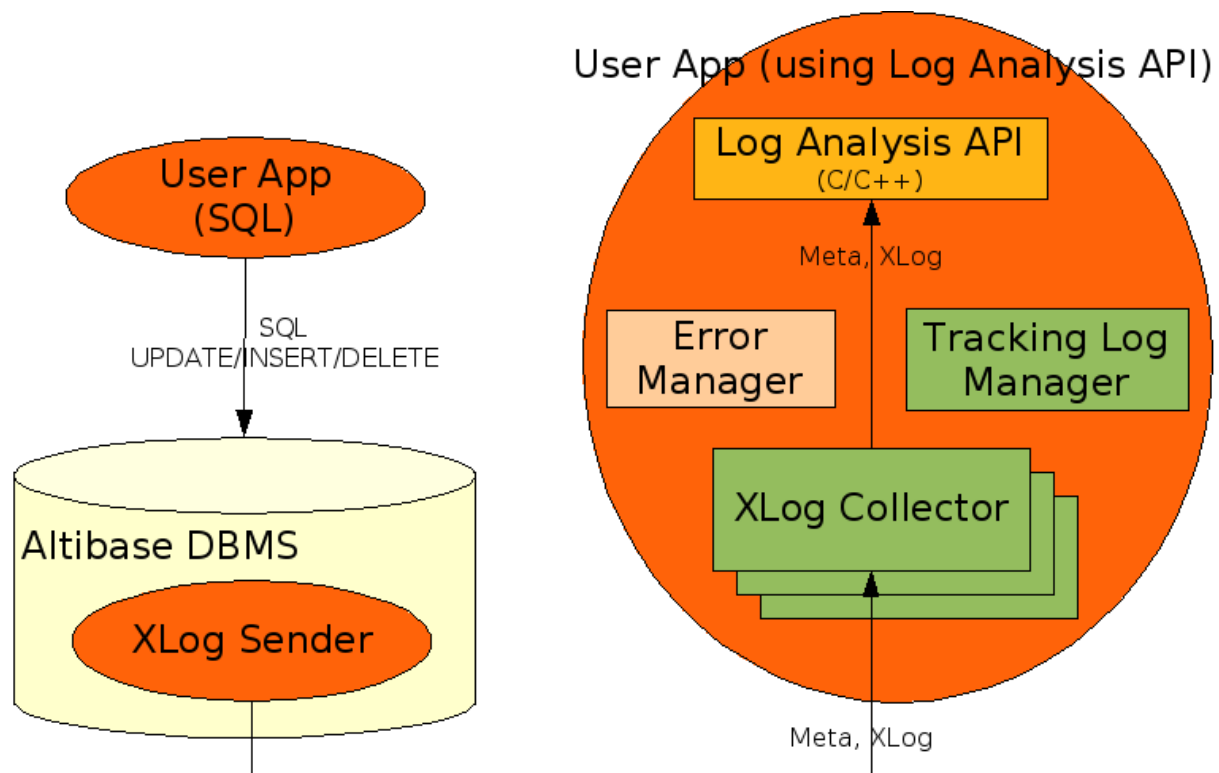 User App
(SQL)
SQL
UPDATE/INSERT/DELETE
Altibase DBMS
XLog Sender
User App (using Log Analysis API)
Log Analysis API
(C/C++)
Meta, XLog
Error
Manager
Tracking Log
Manager
XLog Collector
Meta, XLog